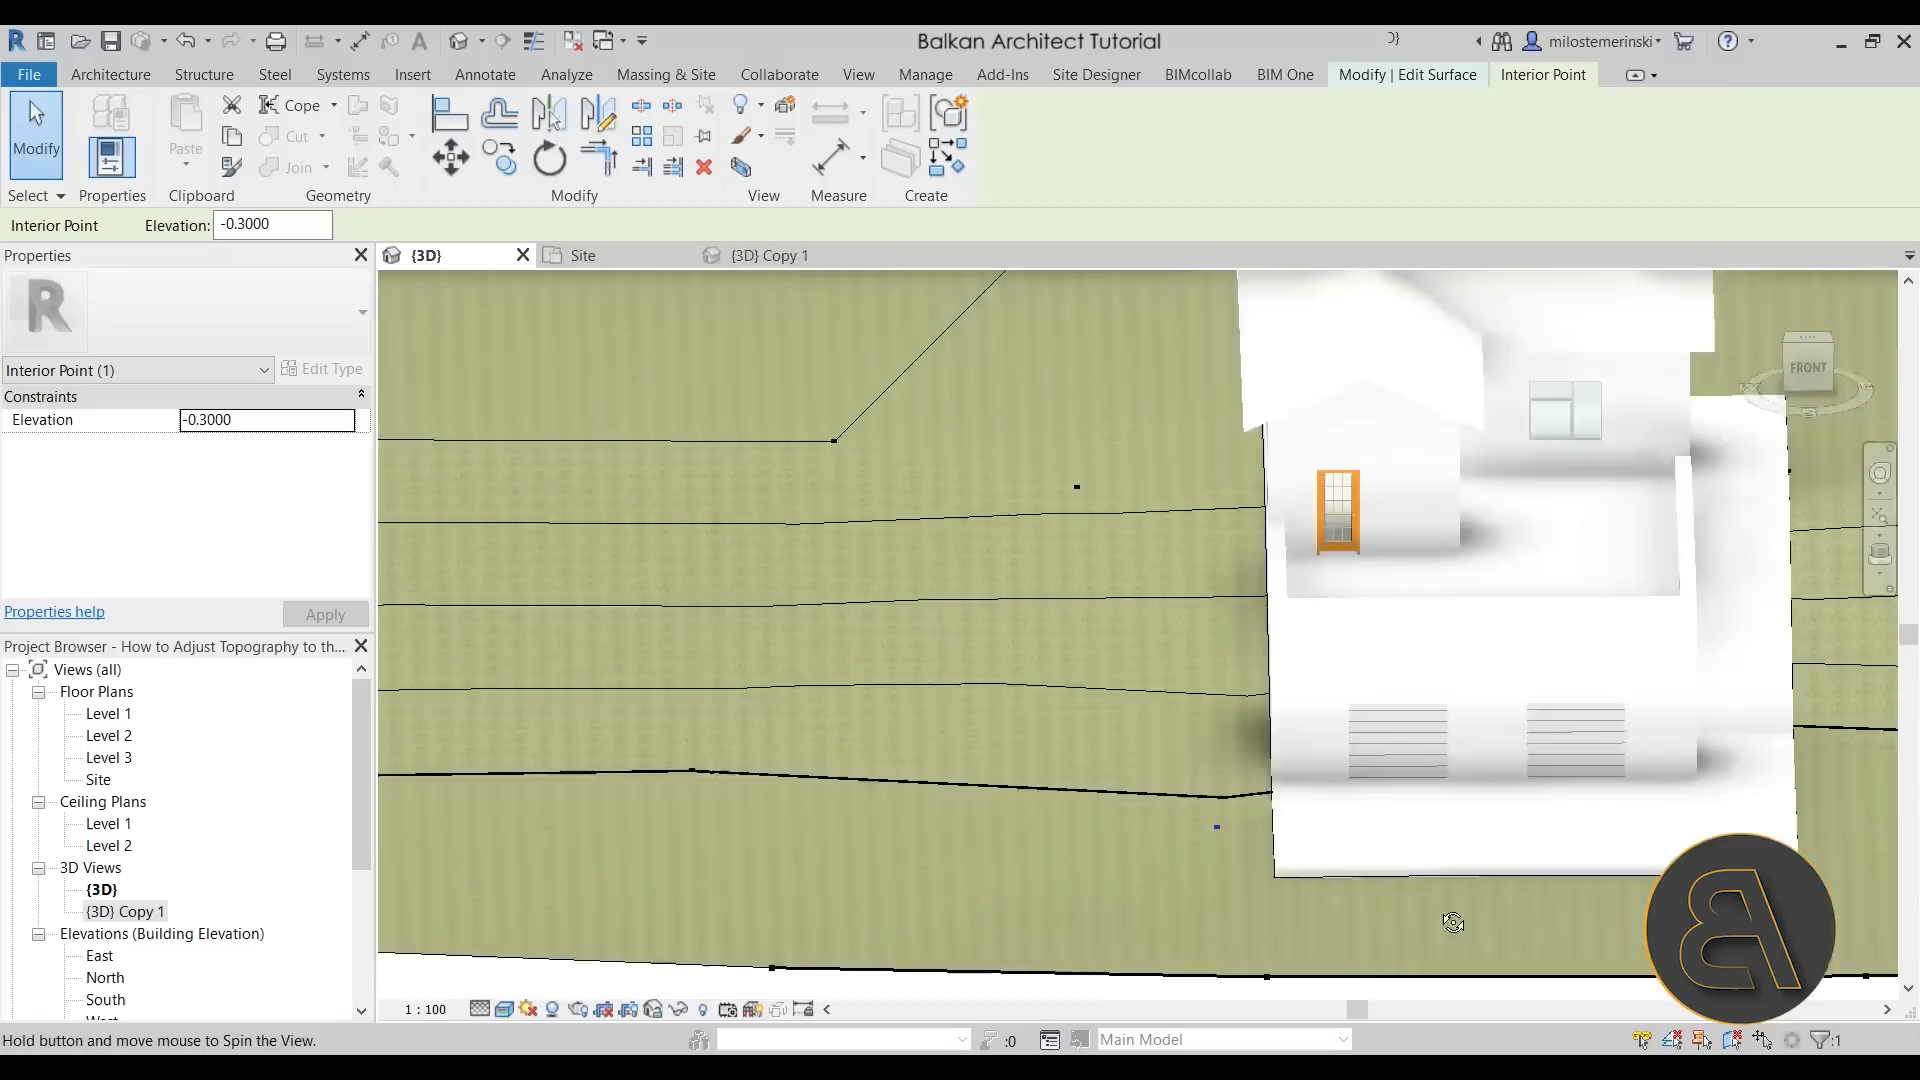 Balkan Architect Tutorial
milostemerinski
File Architecture Structure Steel Systems Insert Annotate Analyze Massing & Site Collaborate View Manage Add-Ins Site Designer BIMcollab BIM One Modify | Edit Surface Interior Point
Modify
Paste
Cope
Cut
Join
Select Properties Clipboard Geometry Modify View Measure Create
Interior Point Elevation: -0.3000
Properties
{3D} Site {3D} Copy 1
R
Interior Point (1)
Edit Type
Constraints
Elevation -0.3000
FRONT
Properties help
Apply
Project Browser - How to Adjust Topography to th...
Views (all)
Floor Plans
Level 1
Level 2
Level 3
Site
Ceiling Plans
Level 1
Level 2
3D Views
{3D}
{3D} Copy 1
Elevations (Building Elevation)
East
North
South
1 : 100
Hold button and move mouse to Spin the View.
:0
Main Model
:1